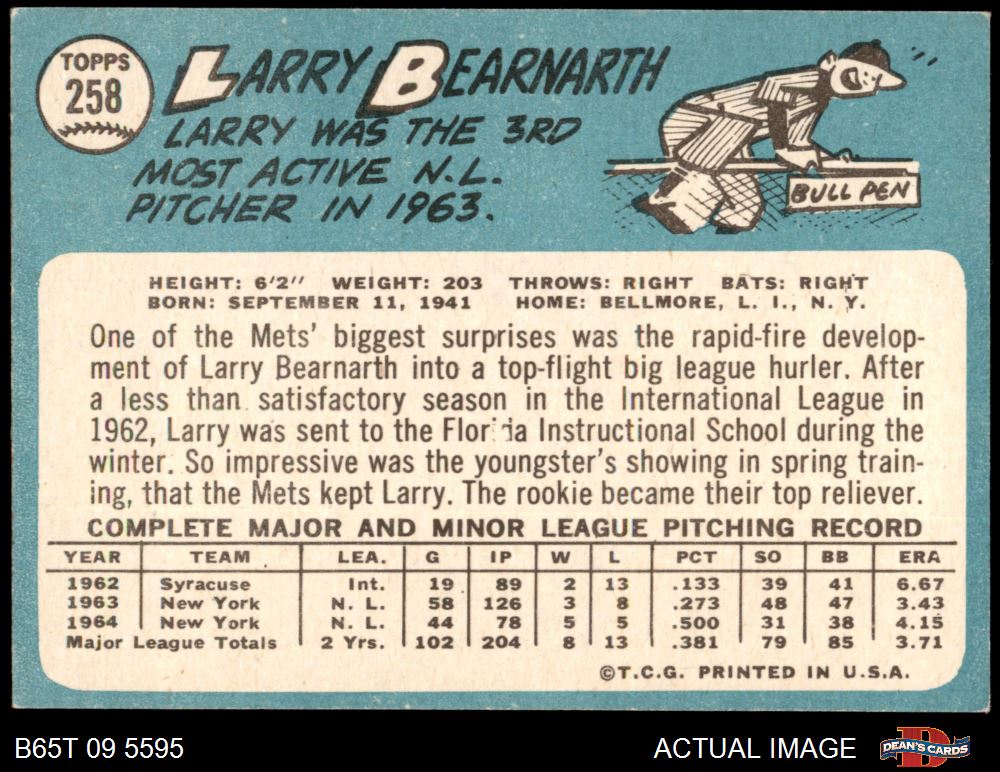 TOPPS
258
LARRY BEARNARTH
LARRY WAS THE 3RD
MOST ACTIVE N.L.
PITCHER IN 1963.
BULL PEN
HEIGHT: 6'2" WEIGHT: 203 THROWS: RIGHT BATS: RIGHT
BORN: SEPTEMBER 11, 1941 HOME: BELLMORE, L. I., N. Y.
One of the Mets' biggest surprises was the rapid-fire develop-
ment of Larry Bearnarth into a top-flight big league hurler. After
a less than satisfactory season in the International League in
1962, Larry was sent to the Florida Instructional School during the
winter. So impressive was the youngster's showing in spring train-
ing, that the Mets kept Larry. The rookie became their top reliever.
COMPLETE MAJOR AND MINOR LEAGUE PITCHING RECORD
YEAR TEAM LEA. G IP W L PCT SO BB ERA
1962 Syracuse Int. 19 89 2 13 .133 39 41 6.67
1963 New York N. L. 58 126 3 8 .273 48 47 3.43
1964 New York N. L. 44 78 5 5 .500 31 38 4.15
Major League Totals 2 Yrs. 102 204 8 13 .381 79 85 3.71
©T.C.G. PRINTED IN U.S.A.
B65T 09 5595 ACTUAL IMAGE DEAN'S CARDS